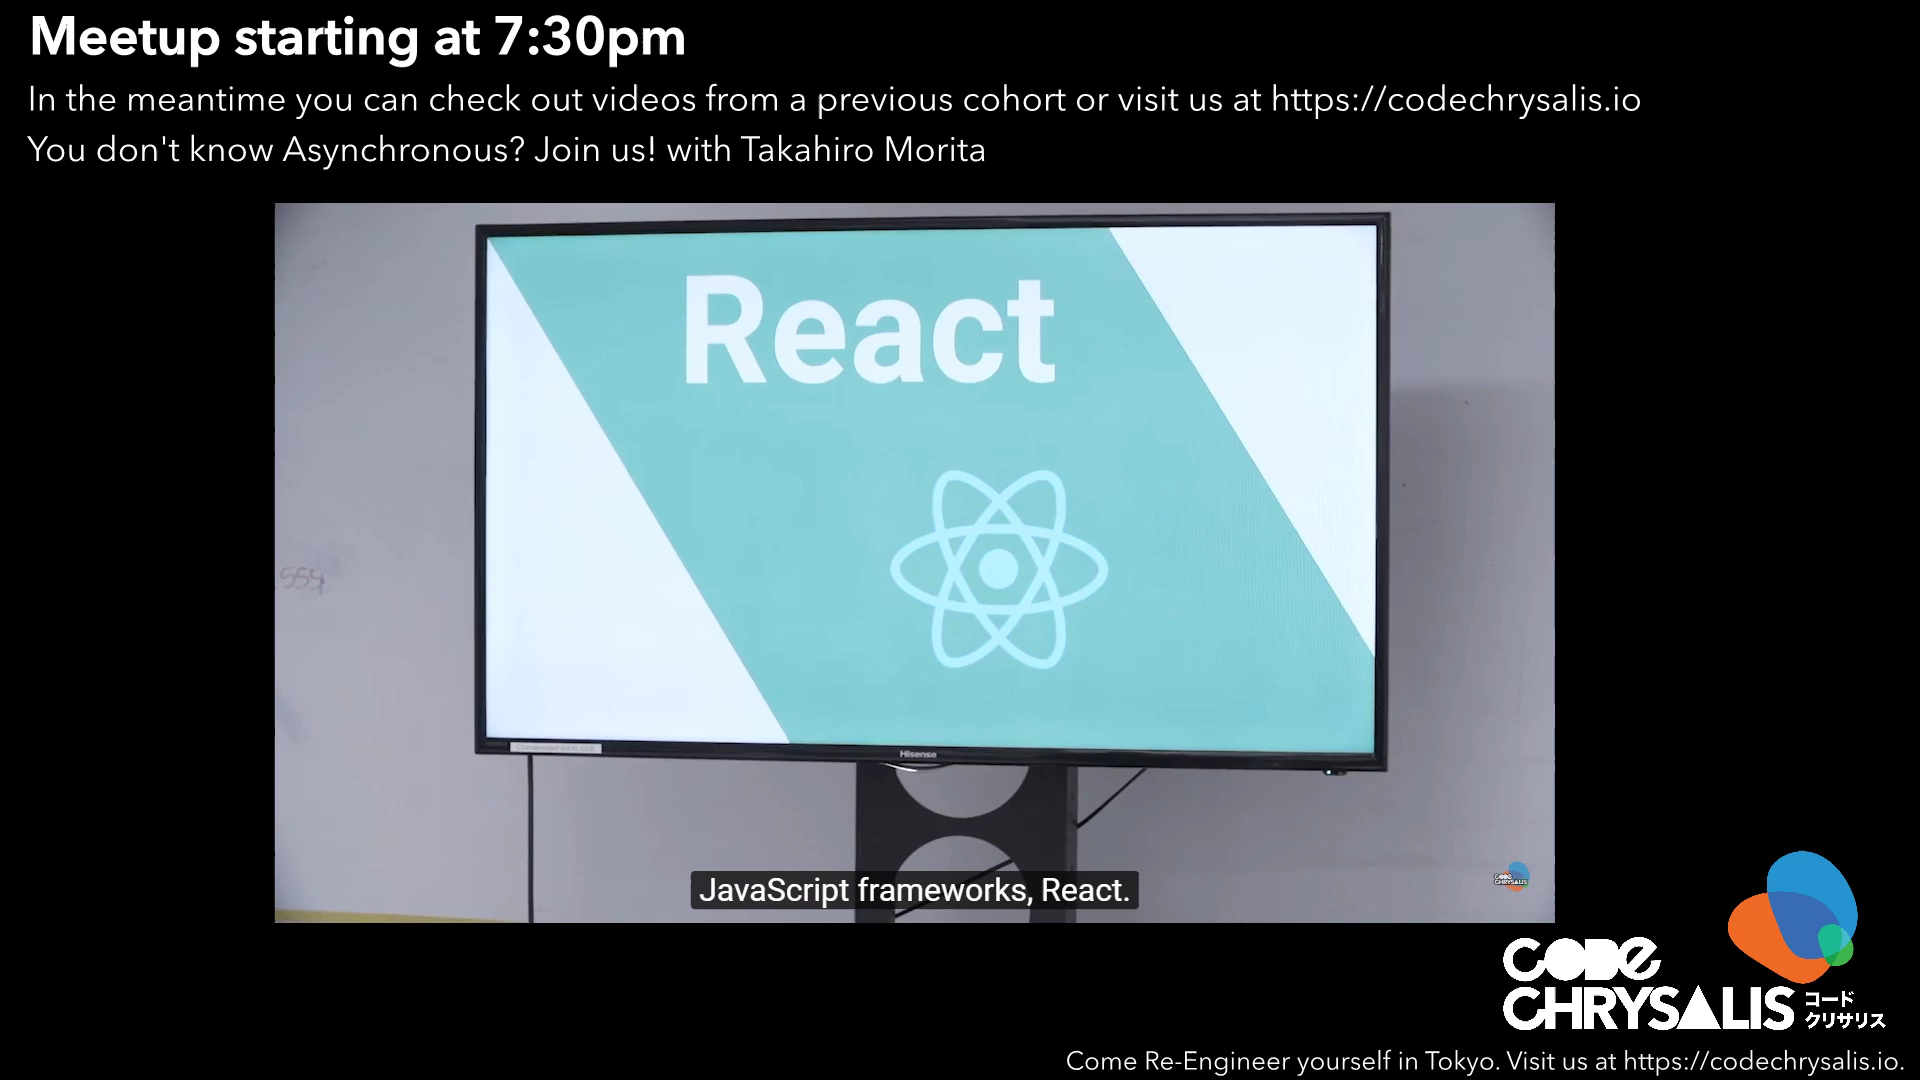 Meetup starting at 7:30pm
In the meantime you can check out videos from a previous cohort or visit us at https://codechrysalis.io
You don't know Asynchronous? Join us! with Takahiro Morita
React
555
Hisense
JavaScript frameworks, React.
CODE
CHRYSALIS
CODE
CHRYSALIS
コード
クリサリス
Come Re-Engineer yourself in Tokyo. Visit us at https://codechrysalis.io.